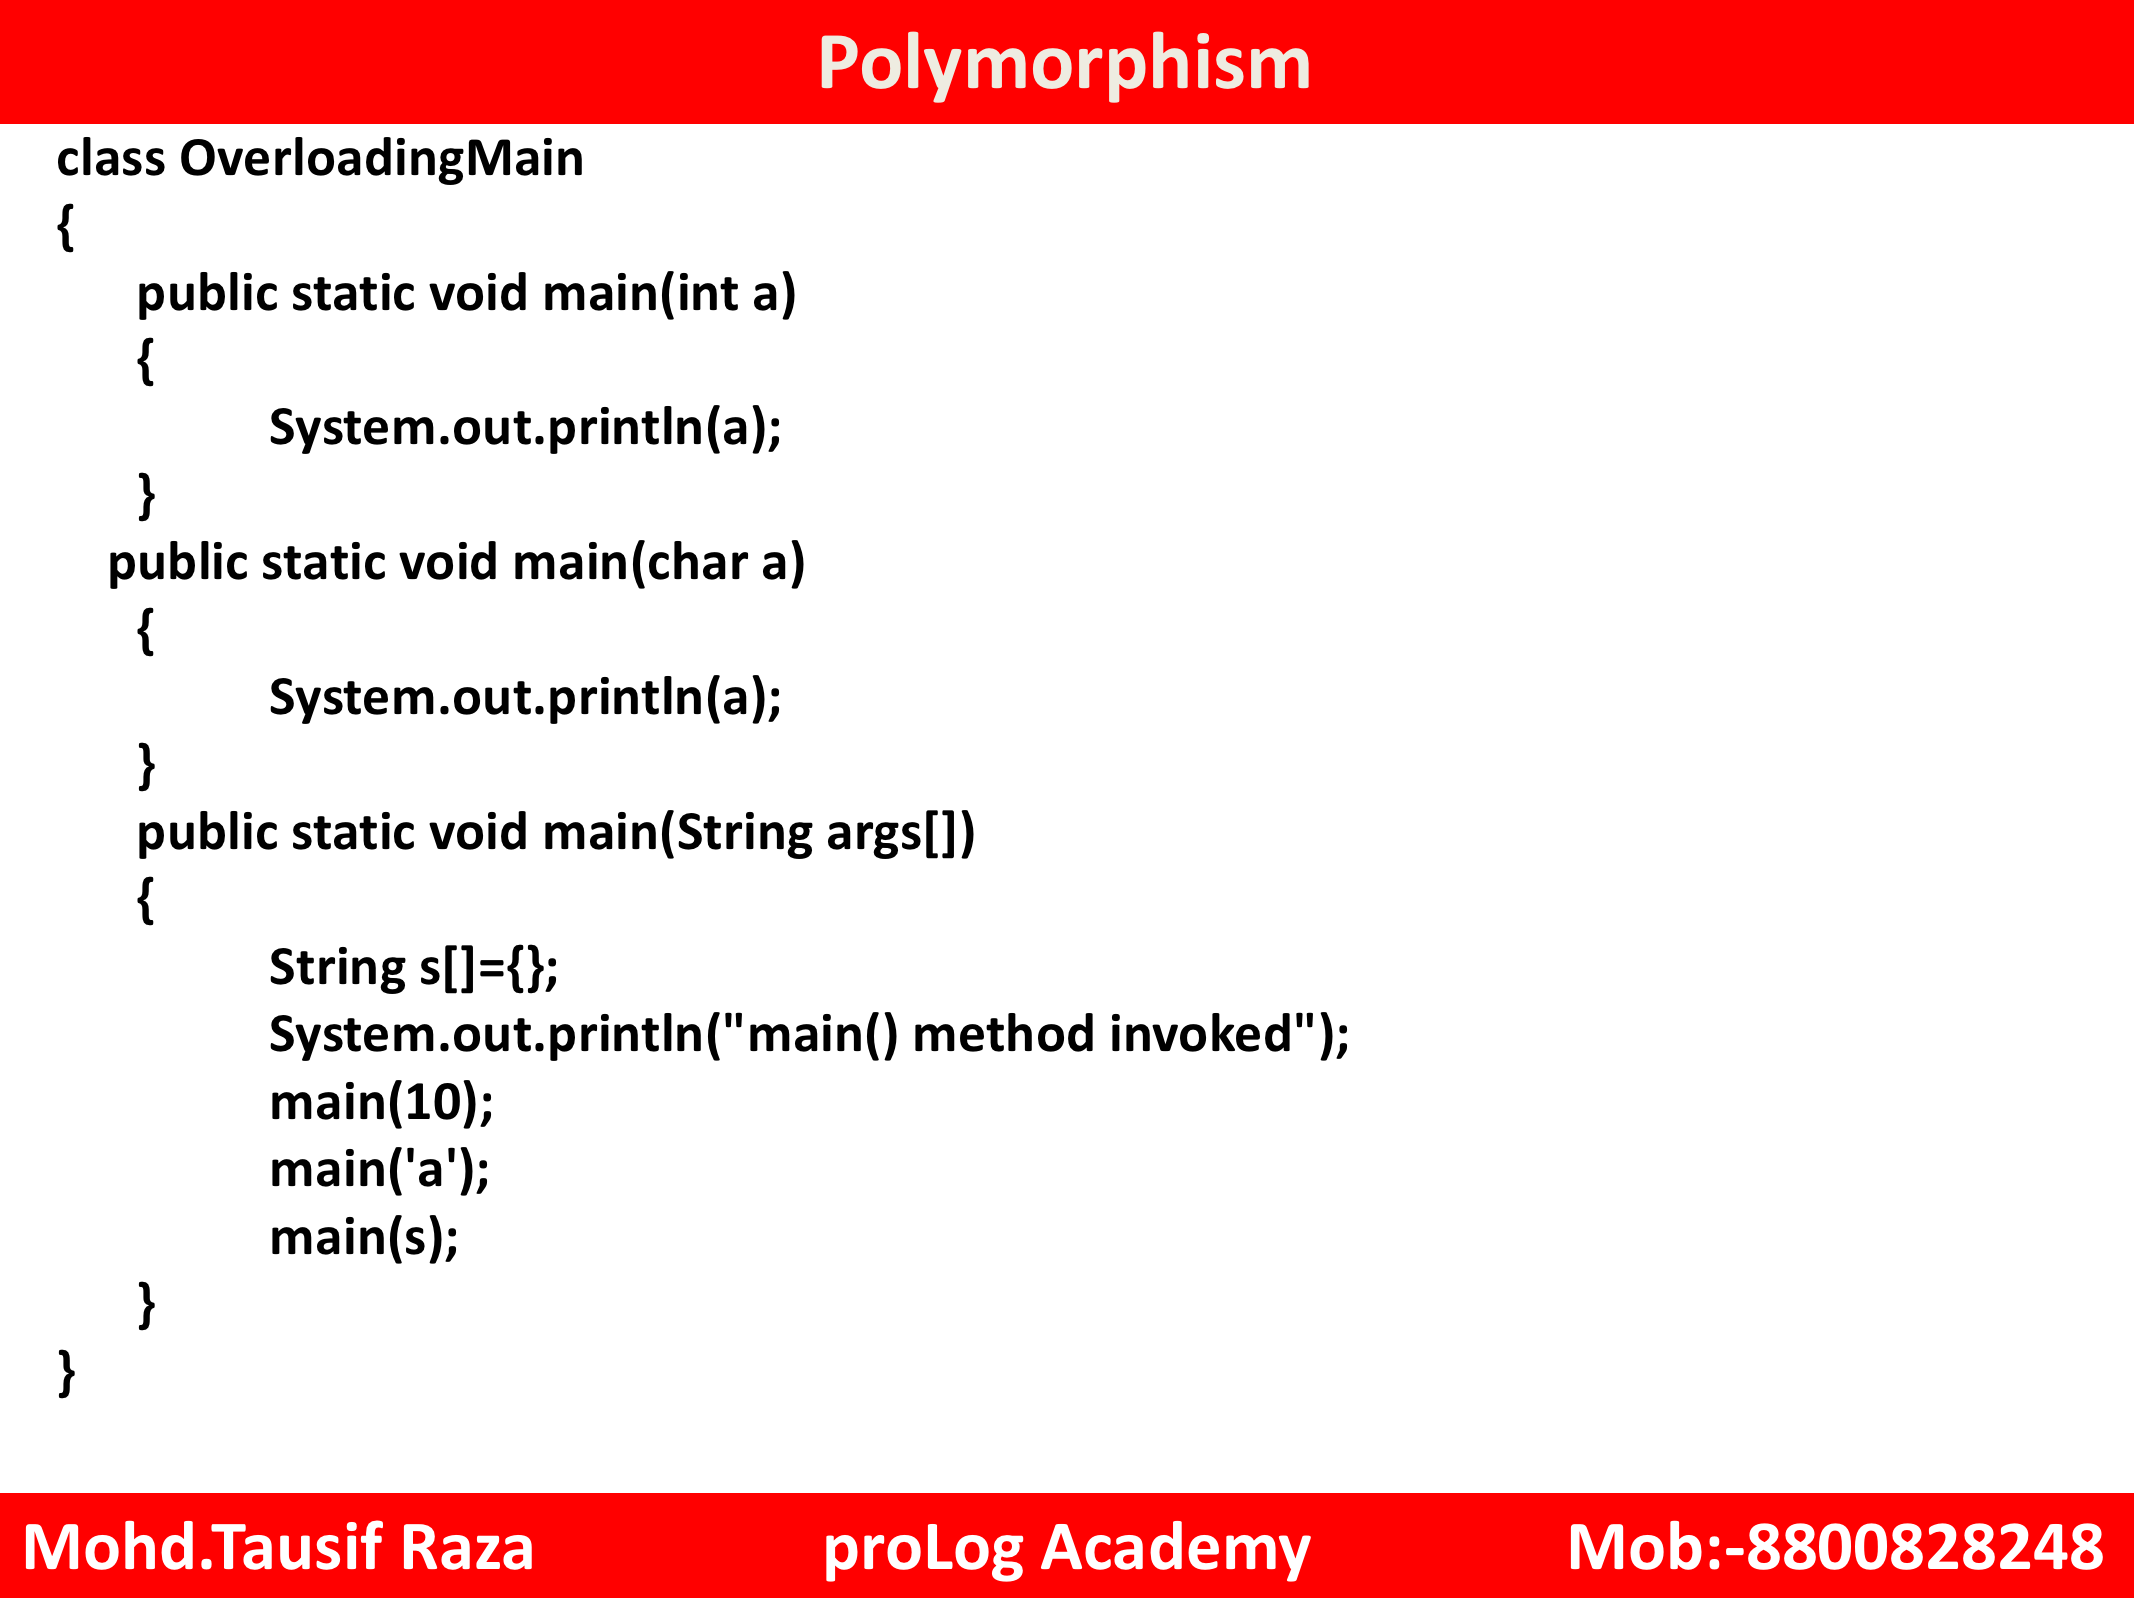 Polymorphism
class OverloadingMain
{
public static void main(int a)
{
System.out.println(a);
}
public static void main(char a)
{
System.out.println(a);
}
public static void main(String args[])
{
String s[]={};
System.out.println("main() method invoked");
main(10);
main('a');
main(s);
}
}
Mohd.Tausif Raza proLog Academy Mob:-8800828248